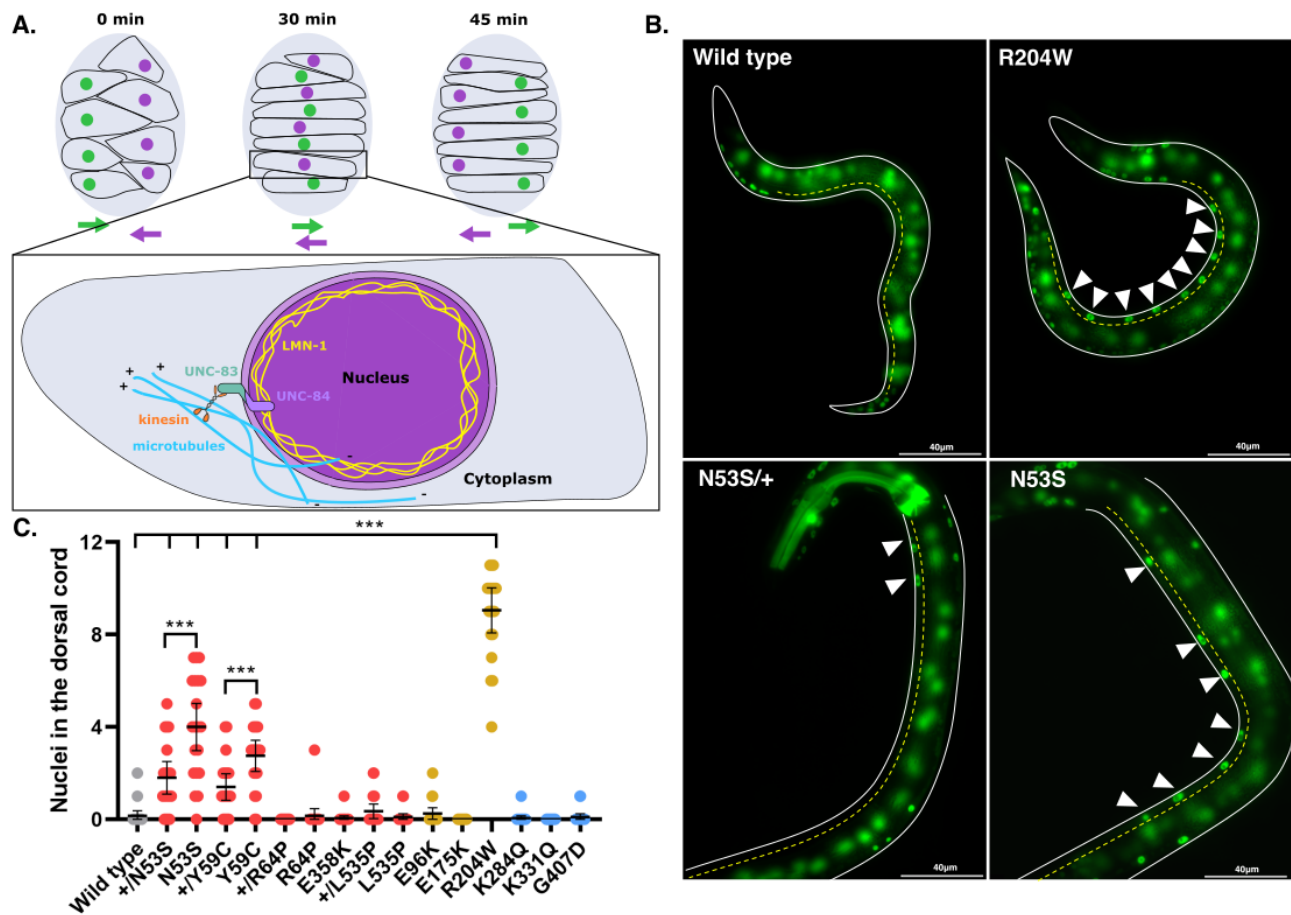 A.
0 min
30 min
45 min
LMN-1
UNC-83
Nucleus
UNC-84
kinesin
microtubules
Cytoplasm
+
+
+
-
-
-
B.
Wild type
R204W
40µm
40µm
N53S/+
N53S
40µm
40µm
C.
***
***
***
Nuclei in the dorsal cord
12
8
4
0
Wild type
+/N53S
N53S
+/Y59C
Y59C
+/R64P
R64P
E358K
+/L535P
L535P
E96K
E175K
R204W
K284Q
K331Q
G407D